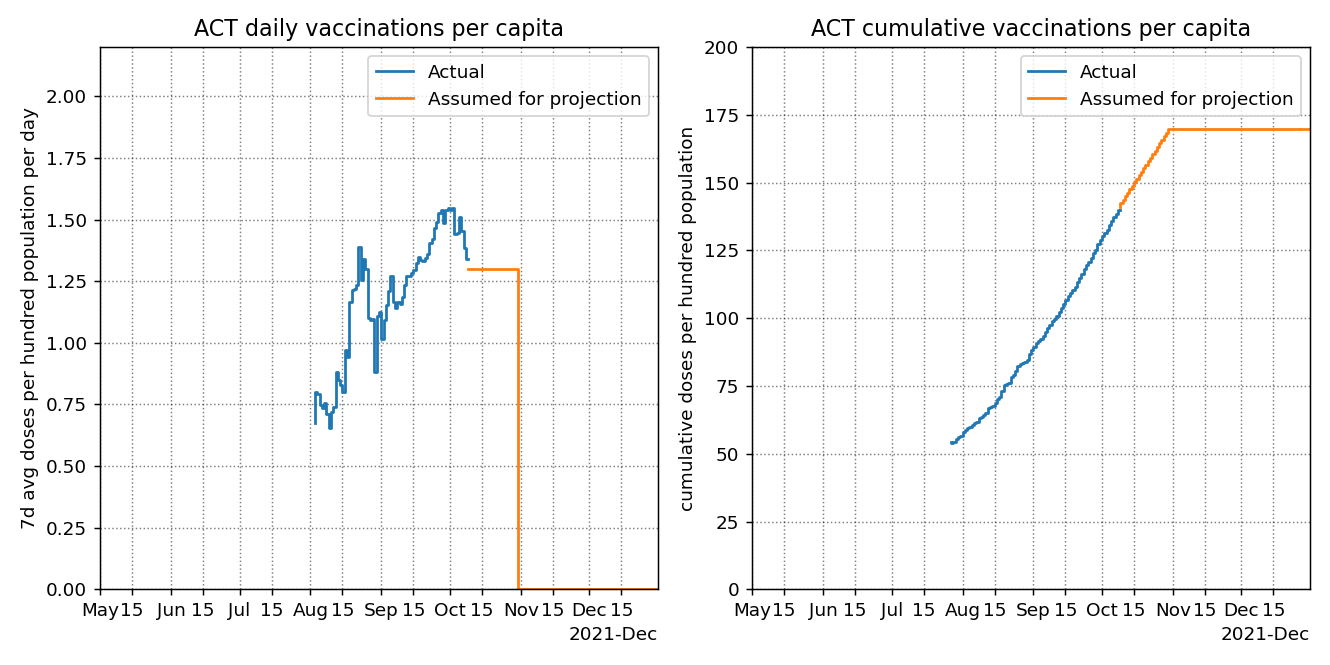 ACT daily vaccinations per capita
7d avg doses per hundred population per day
2.00
1.75
1.50
1.25
1.00
0.75
0.50
0.25
0.00
Actual
Assumed for projection
May 15 Jun 15 Jul 15 Aug 15 Sep 15 Oct 15 Nov 15 Dec 15
2021-Dec
ACT cumulative vaccinations per capita
cumulative doses per hundred population
200
175
150
125
100
75
50
25
0
Actual
Assumed for projection
May 15 Jun 15 Jul 15 Aug 15 Sep 15 Oct 15 Nov 15 Dec 15
2021-Dec